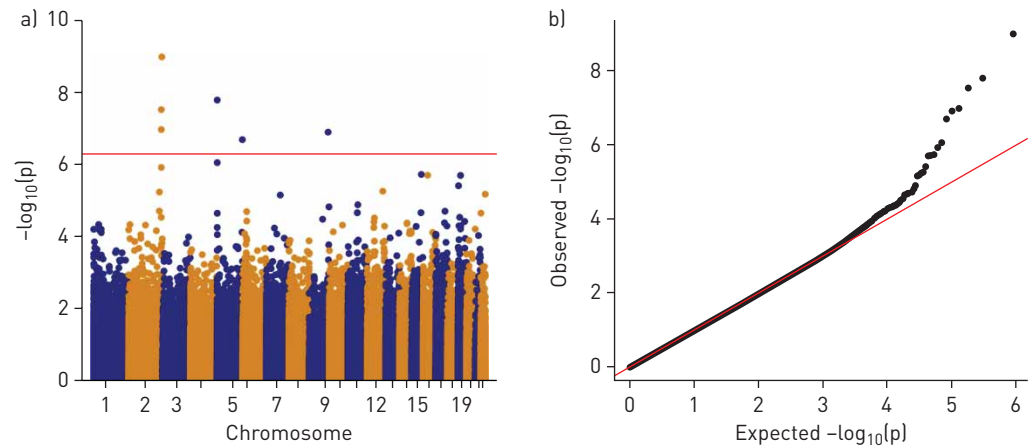 a)
10
8
6
4
2
0
–log10(p)
1 2 3 5 7 9 12 15 19
Chromosome
b)
8
6
4
2
0
Observed –log10(p)
0 1 2 3 4 5 6
Expected –log10(p)